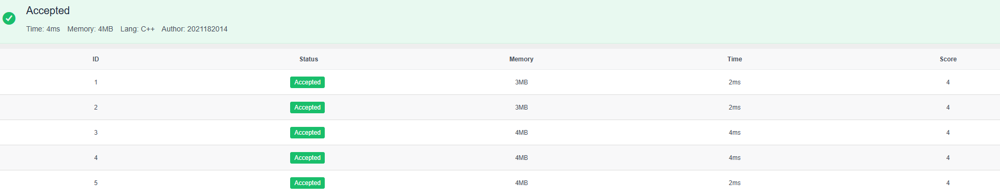 Accepted
Time: 4ms Memory: 4MB Lang: C++ Author: 2021182014
ID Status Memory Time Score
1 Accepted 3MB 2ms 4
2 Accepted 3MB 2ms 4
3 Accepted 4MB 4ms 4
4 Accepted 4MB 4ms 4
5 Accepted 4MB 2ms 4